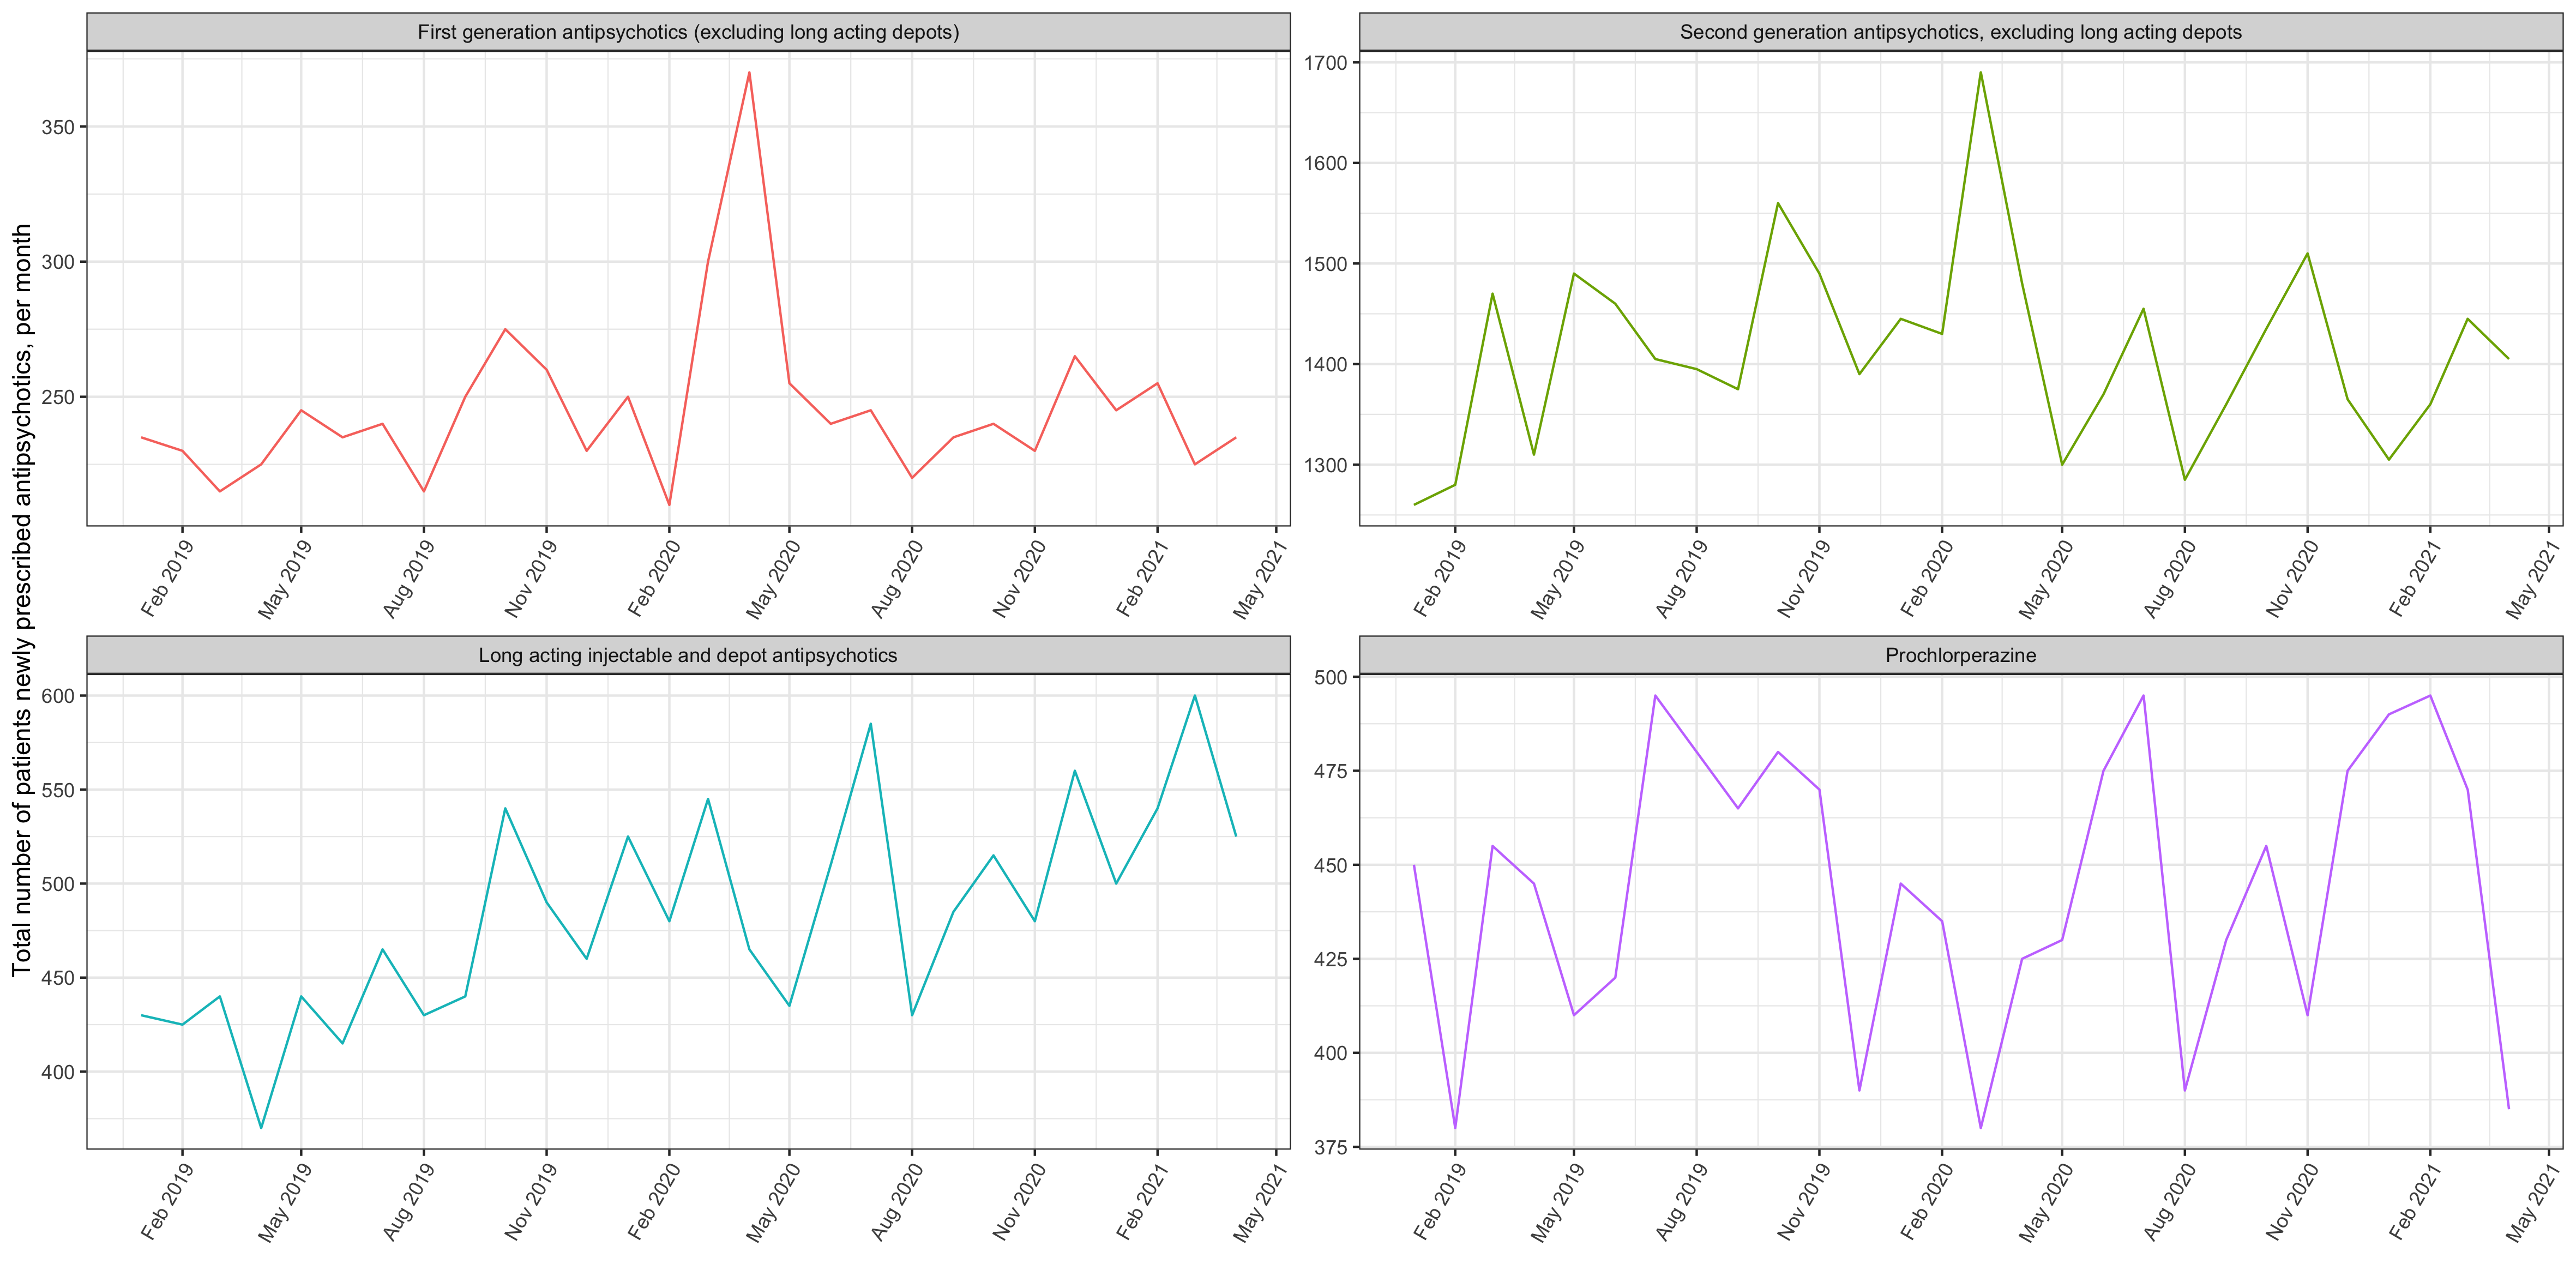 Total number of patients newly prescribed antipsychotics, per month
First generation antipsychotics (excluding long acting depots)
350
300
250
Feb 2019
May 2019
Aug 2019
Nov 2019
Feb 2020
May 2020
Aug 2020
Nov 2020
Feb 2021
May 2021
Second generation antipsychotics, excluding long acting depots
1700
1600
1500
1400
1300
Feb 2019
May 2019
Aug 2019
Nov 2019
Feb 2020
May 2020
Aug 2020
Nov 2020
Feb 2021
May 2021
Long acting injectable and depot antipsychotics
600
550
500
450
400
Feb 2019
May 2019
Aug 2019
Nov 2019
Feb 2020
May 2020
Aug 2020
Nov 2020
Feb 2021
May 2021
Prochlorperazine
500
475
450
425
400
375
Feb 2019
May 2019
Aug 2019
Nov 2019
Feb 2020
May 2020
Aug 2020
Nov 2020
Feb 2021
May 2021